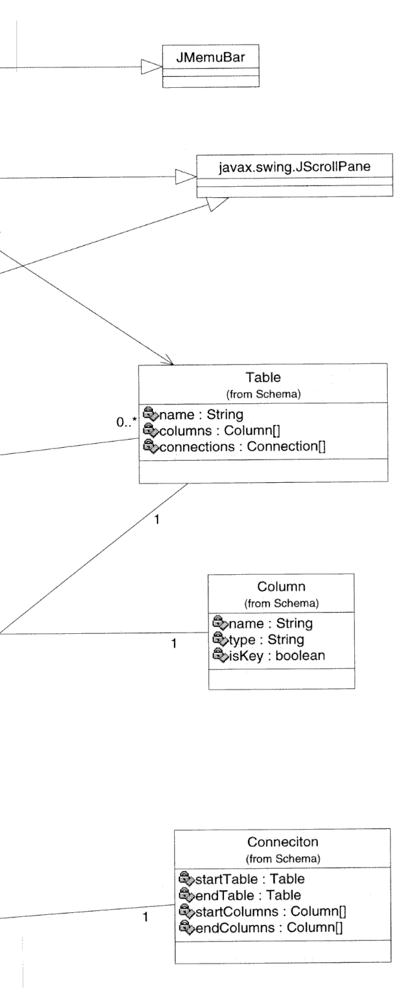 JMemuBar
javax.swing.JScrollPane
Table
(from Schema)
0..*
name : String
columns : Column[]
connections : Connection[]
1
Column
(from Schema)
name : String
type : String
isKey : boolean
1
Conneciton
(from Schema)
startTable : Table
endTable : Table
startColumns : Column[]
endColumns : Column[]
1